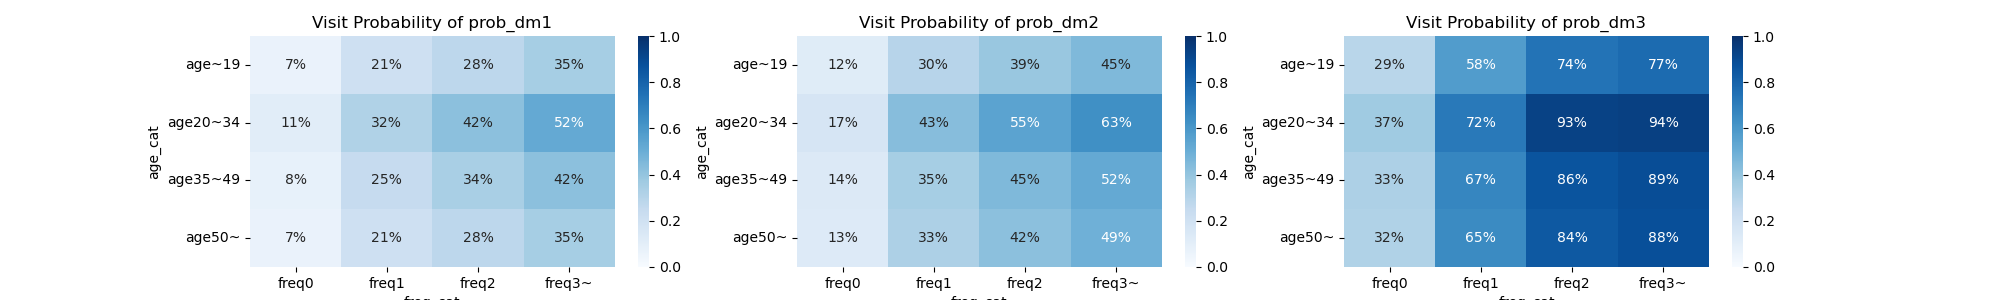 Visit Probability of prob_dm1
age_cat
age~19 7% 21% 28% 35%
age20~34 11% 32% 42% 52%
age35~49 8% 25% 34% 42%
age50~ 7% 21% 28% 35%
freq0 freq1 freq2 freq3~
freq_cat
1.0
0.8
0.6
0.4
0.2
0.0
Visit Probability of prob_dm2
age_cat
age~19 12% 30% 39% 45%
age20~34 17% 43% 55% 63%
age35~49 14% 35% 45% 52%
age50~ 13% 33% 42% 49%
freq0 freq1 freq2 freq3~
freq_cat
1.0
0.8
0.6
0.4
0.2
0.0
Visit Probability of prob_dm3
age_cat
age~19 29% 58% 74% 77%
age20~34 37% 72% 93% 94%
age35~49 33% 67% 86% 89%
age50~ 32% 65% 84% 88%
freq0 freq1 freq2 freq3~
freq_cat
1.0
0.8
0.6
0.4
0.2
0.0